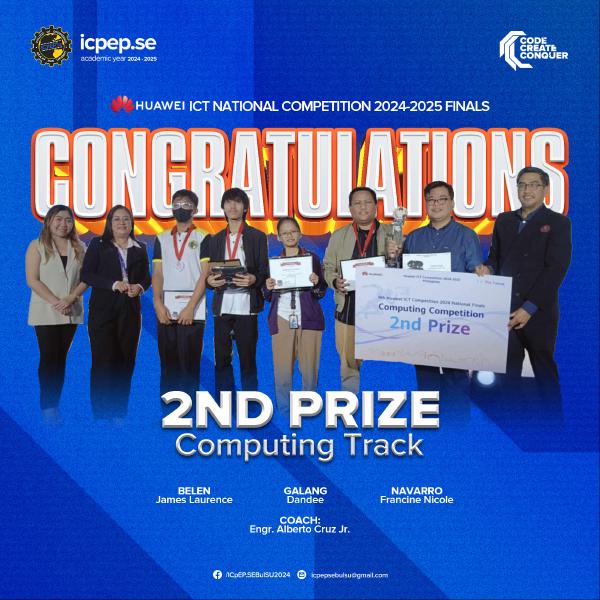 icpep.se
academic year 2024 - 2025
CODE
CREATE
CONQUER
HUAWEI ICT NATIONAL COMPETITION 2024-2025 FINALS
CONGRATULATIONS
HUAWEI
Computing Competition
2nd Prize
2ND PRIZE
Computing Track
BELEN
James Laurence
GALANG
Dandee
NAVARRO
Francine Nicole
COACH:
Engr. Alberto Cruz Jr.
/ICpEP.SEBulSU2024
icpepsebulsu@gmail.com